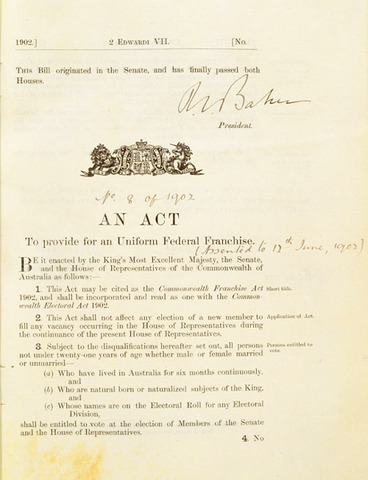 1902.] 2 EDWARDI VII. [No.
THIS Bill originated in the Senate, and has finally passed both
Houses.
R C Baker
President.
No. 8 of 1902
AN ACT
To provide for an Uniform Federal Franchise.
[Assented to 12th June, 1902]
BE it enacted by the King's Most Excellent Majesty, the Senate,
and the House of Representatives of the Commonwealth of
Australia as follows:—
1. This Act may be cited as the Commonwealth Franchise Act Short title.
1902, and shall be incorporated and read as one with the Common-
wealth Electoral Act 1902.
2. This Act shall not affect any election of a new member to Application of Act.
fill any vacancy occurring in the House of Representatives during
the continuance of the present House of Representatives.
3. Subject to the disqualifications hereafter set out, all persons Persons entitled to
not under twenty-one years of age whether male or female married vote.
or unmarried—
(a) Who have lived in Australia for six months continuously,
and
(b) Who are natural born or naturalized subjects of the King,
and
(c) Whose names are on the Electoral Roll for any Electoral
Division,
shall be entitled to vote at the election of Members of the Senate
and the House of Representatives.
4. No